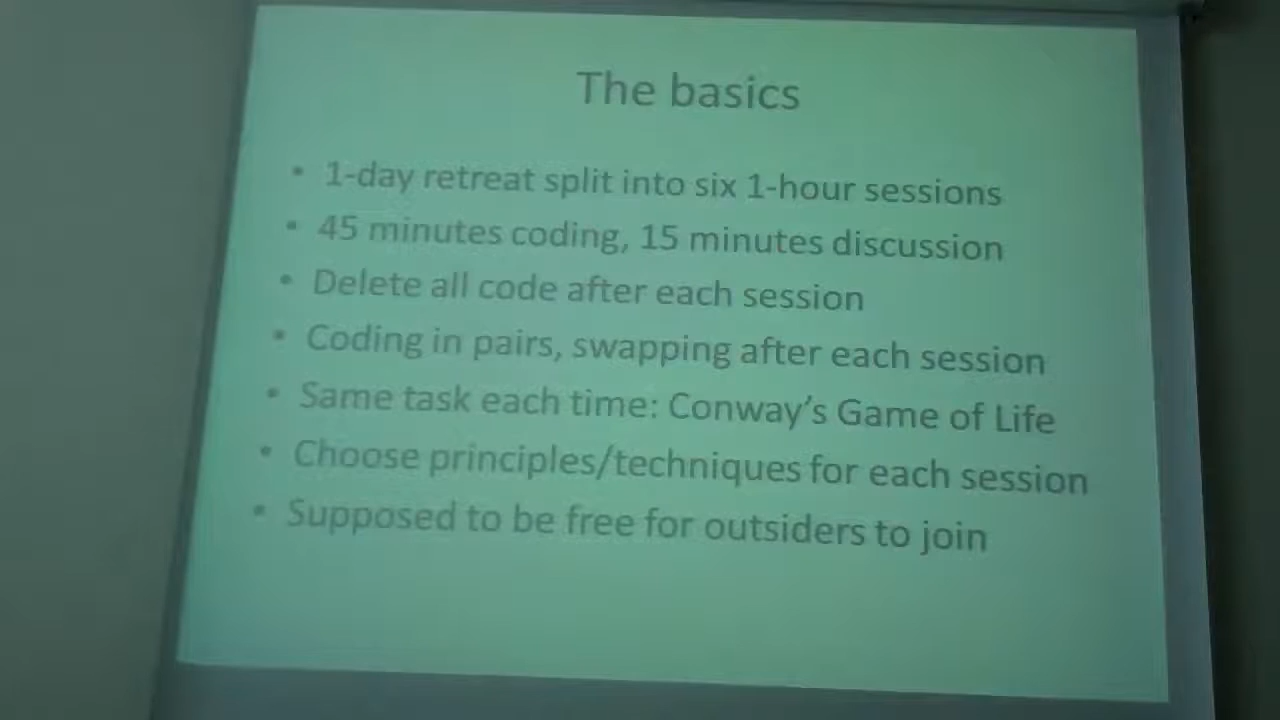 The basics
• 1-day retreat split into six 1-hour sessions
• 45 minutes coding, 15 minutes discussion
• Delete all code after each session
• Coding in pairs, swapping after each session
• Same task each time: Conway's Game of Life
• Choose principles/techniques for each session
• Supposed to be free for outsiders to join